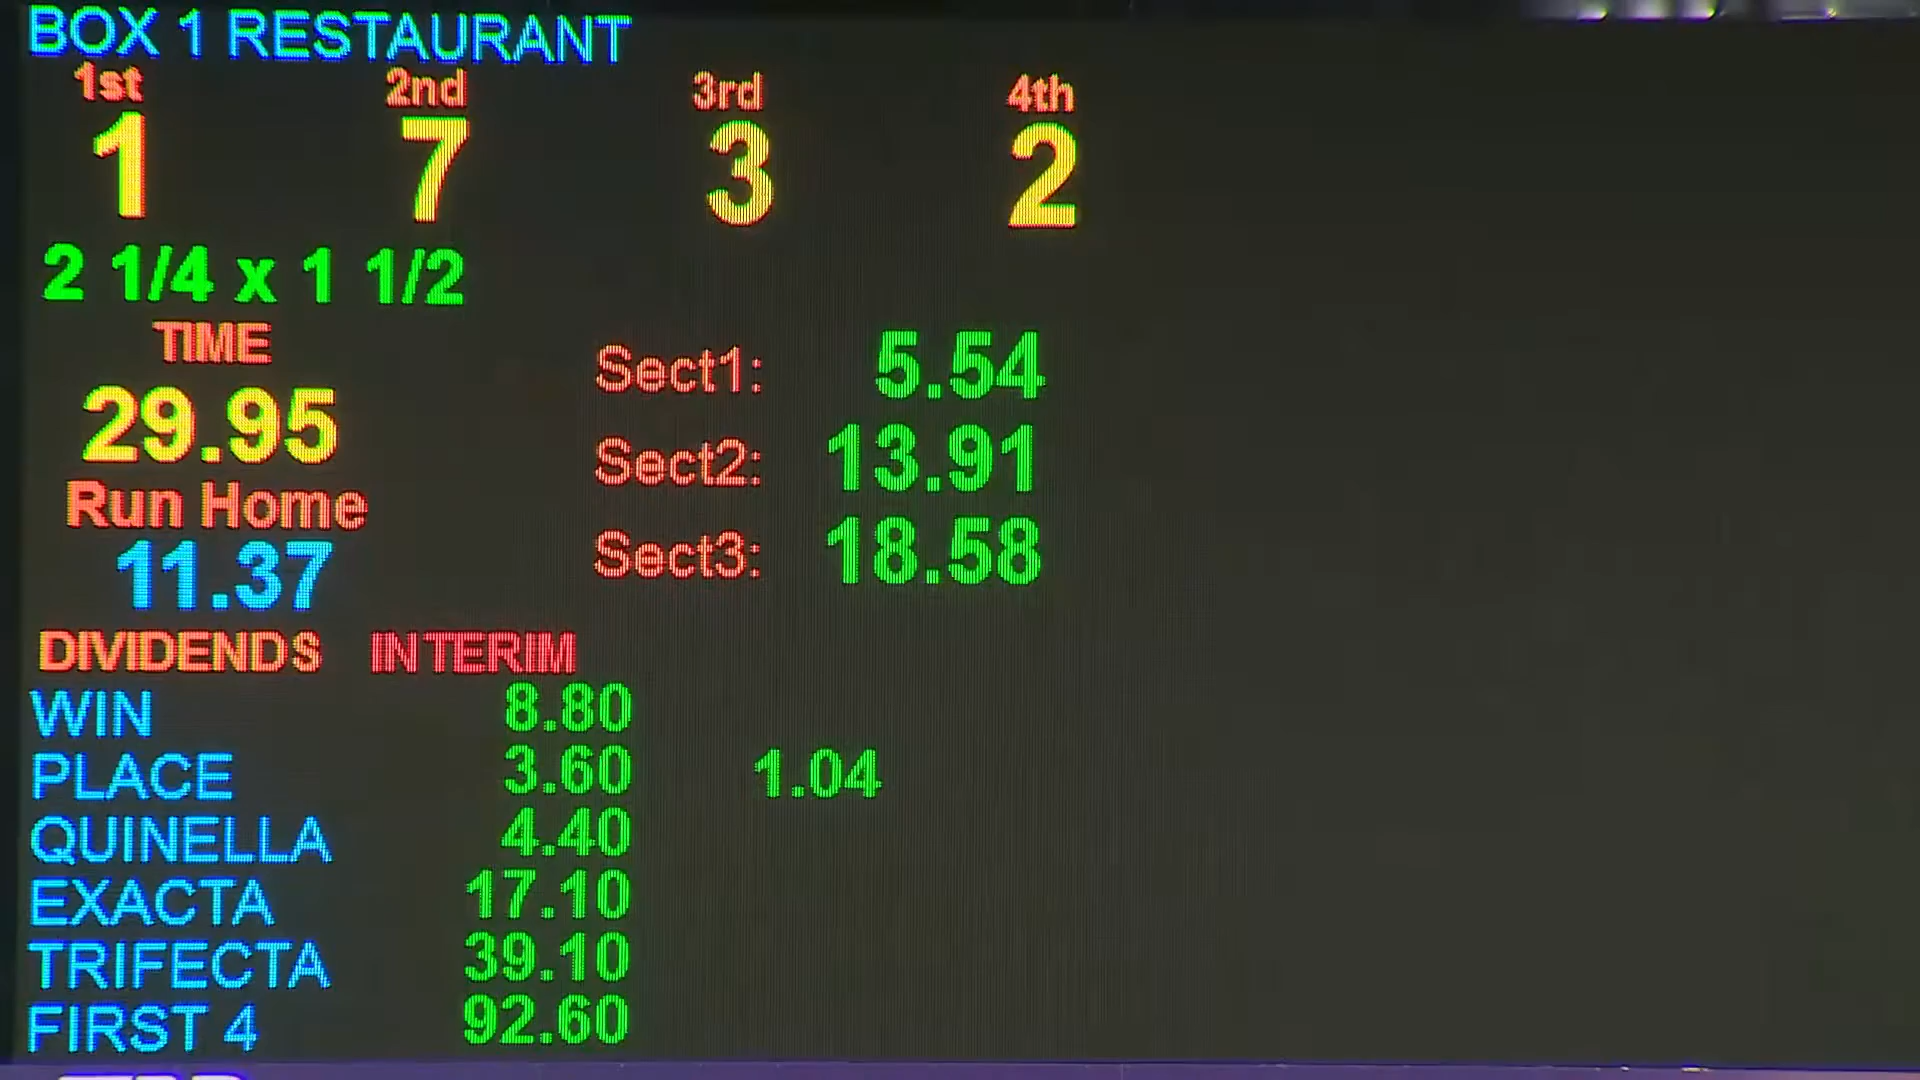 BOX 1 RESTAURANT
1st 2nd 3rd 4th
1 7 3 2
2 1/4 x 1 1/2
TIME
29.95
Run Home
11.37
Sect1: 5.54
Sect2: 13.91
Sect3: 18.58
DIVIDENDS INTERIM
WIN 8.80
PLACE 3.60 1.04
QUINELLA 4.40
EXACTA 17.10
TRIFECTA 39.10
FIRST 4 92.60